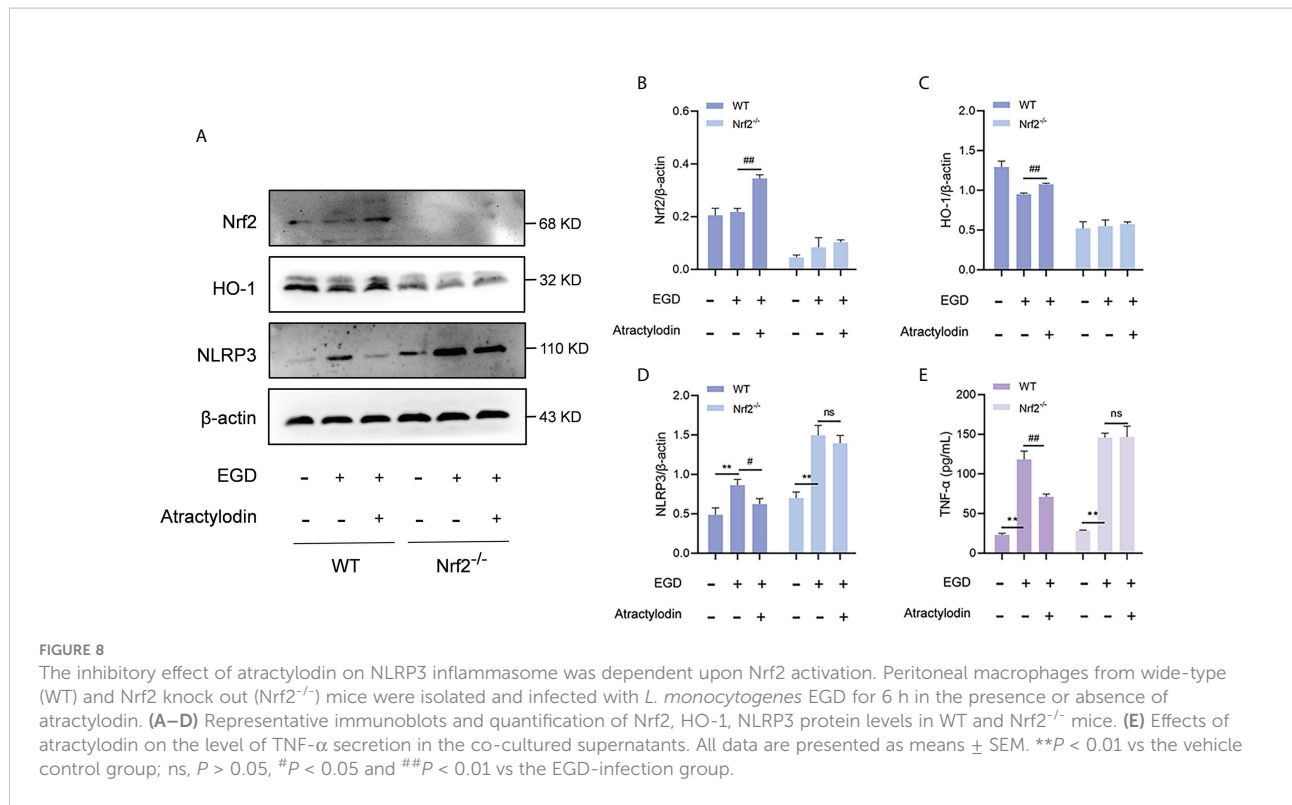 A
Nrf2
68 KD
HO-1
32 KD
NLRP3
110 KD
β-actin
43 KD
EGD - + + - + +
Atractylodin - - + - - +
WT Nrf2-/-
B
WT
Nrf2-/-
Nrf2/β-actin
0.6
0.4
0.2
0.0
##
EGD - + + - + +
Atractylodin - - + - - +
C
WT
Nrf2-/-
HO-1/β-actin
2.0
1.5
1.0
0.5
0.0
##
EGD - + + - + +
Atractylodin - - + - - +
D
WT
Nrf2-/-
NLRP3/β-actin
2.0
1.5
1.0
0.5
0.0
** # ** ns
EGD - + + - + +
Atractylodin - - + - - +
E
WT
Nrf2-/-
TNF-α (pg/mL)
200
150
100
50
0
** ## ** ns
EGD - + + - + +
Atractylodin - - + - - +
FIGURE 8
The inhibitory effect of atractylodin on NLRP3 inflammasome was dependent upon Nrf2 activation. Peritoneal macrophages from wide-type
(WT) and Nrf2 knock out (Nrf2-/-) mice were isolated and infected with L. monocytogenes EGD for 6 h in the presence or absence of
atractylodin. (A–D) Representative immunoblots and quantification of Nrf2, HO-1, NLRP3 protein levels in WT and Nrf2-/- mice. (E) Effects of
atractylodin on the level of TNF-α secretion in the co-cultured supernatants. All data are presented as means ± SEM. **P < 0.01 vs the vehicle
control group; ns, P > 0.05, #P < 0.05 and ##P < 0.01 vs the EGD-infection group.